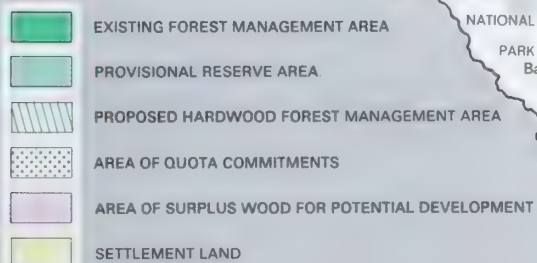 EXISTING FOREST MANAGEMENT AREA
PROVISIONAL RESERVE AREA
PROPOSED HARDWOOD FOREST MANAGEMENT AREA
AREA OF QUOTA COMMITMENTS
AREA OF SURPLUS WOOD FOR POTENTIAL DEVELOPMENT
SETTLEMENT LAND
NATIONAL
PARK
Ba